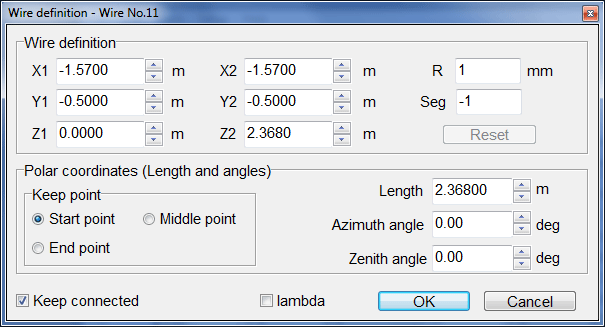 Wire definition - Wire No.11
Wire definition
X1 -1.5700 m X2 -1.5700 m R 1 mm
Y1 -0.5000 m Y2 -0.5000 m Seg -1
Z1 0.0000 m Z2 2.3680 m Reset
Polar coordinates (Length and angles)
Keep point
Length 2.36800 m
Start point Middle point
Azimuth angle 0.00 deg
End point
Zenith angle 0.00 deg
Keep connected lambda OK Cancel